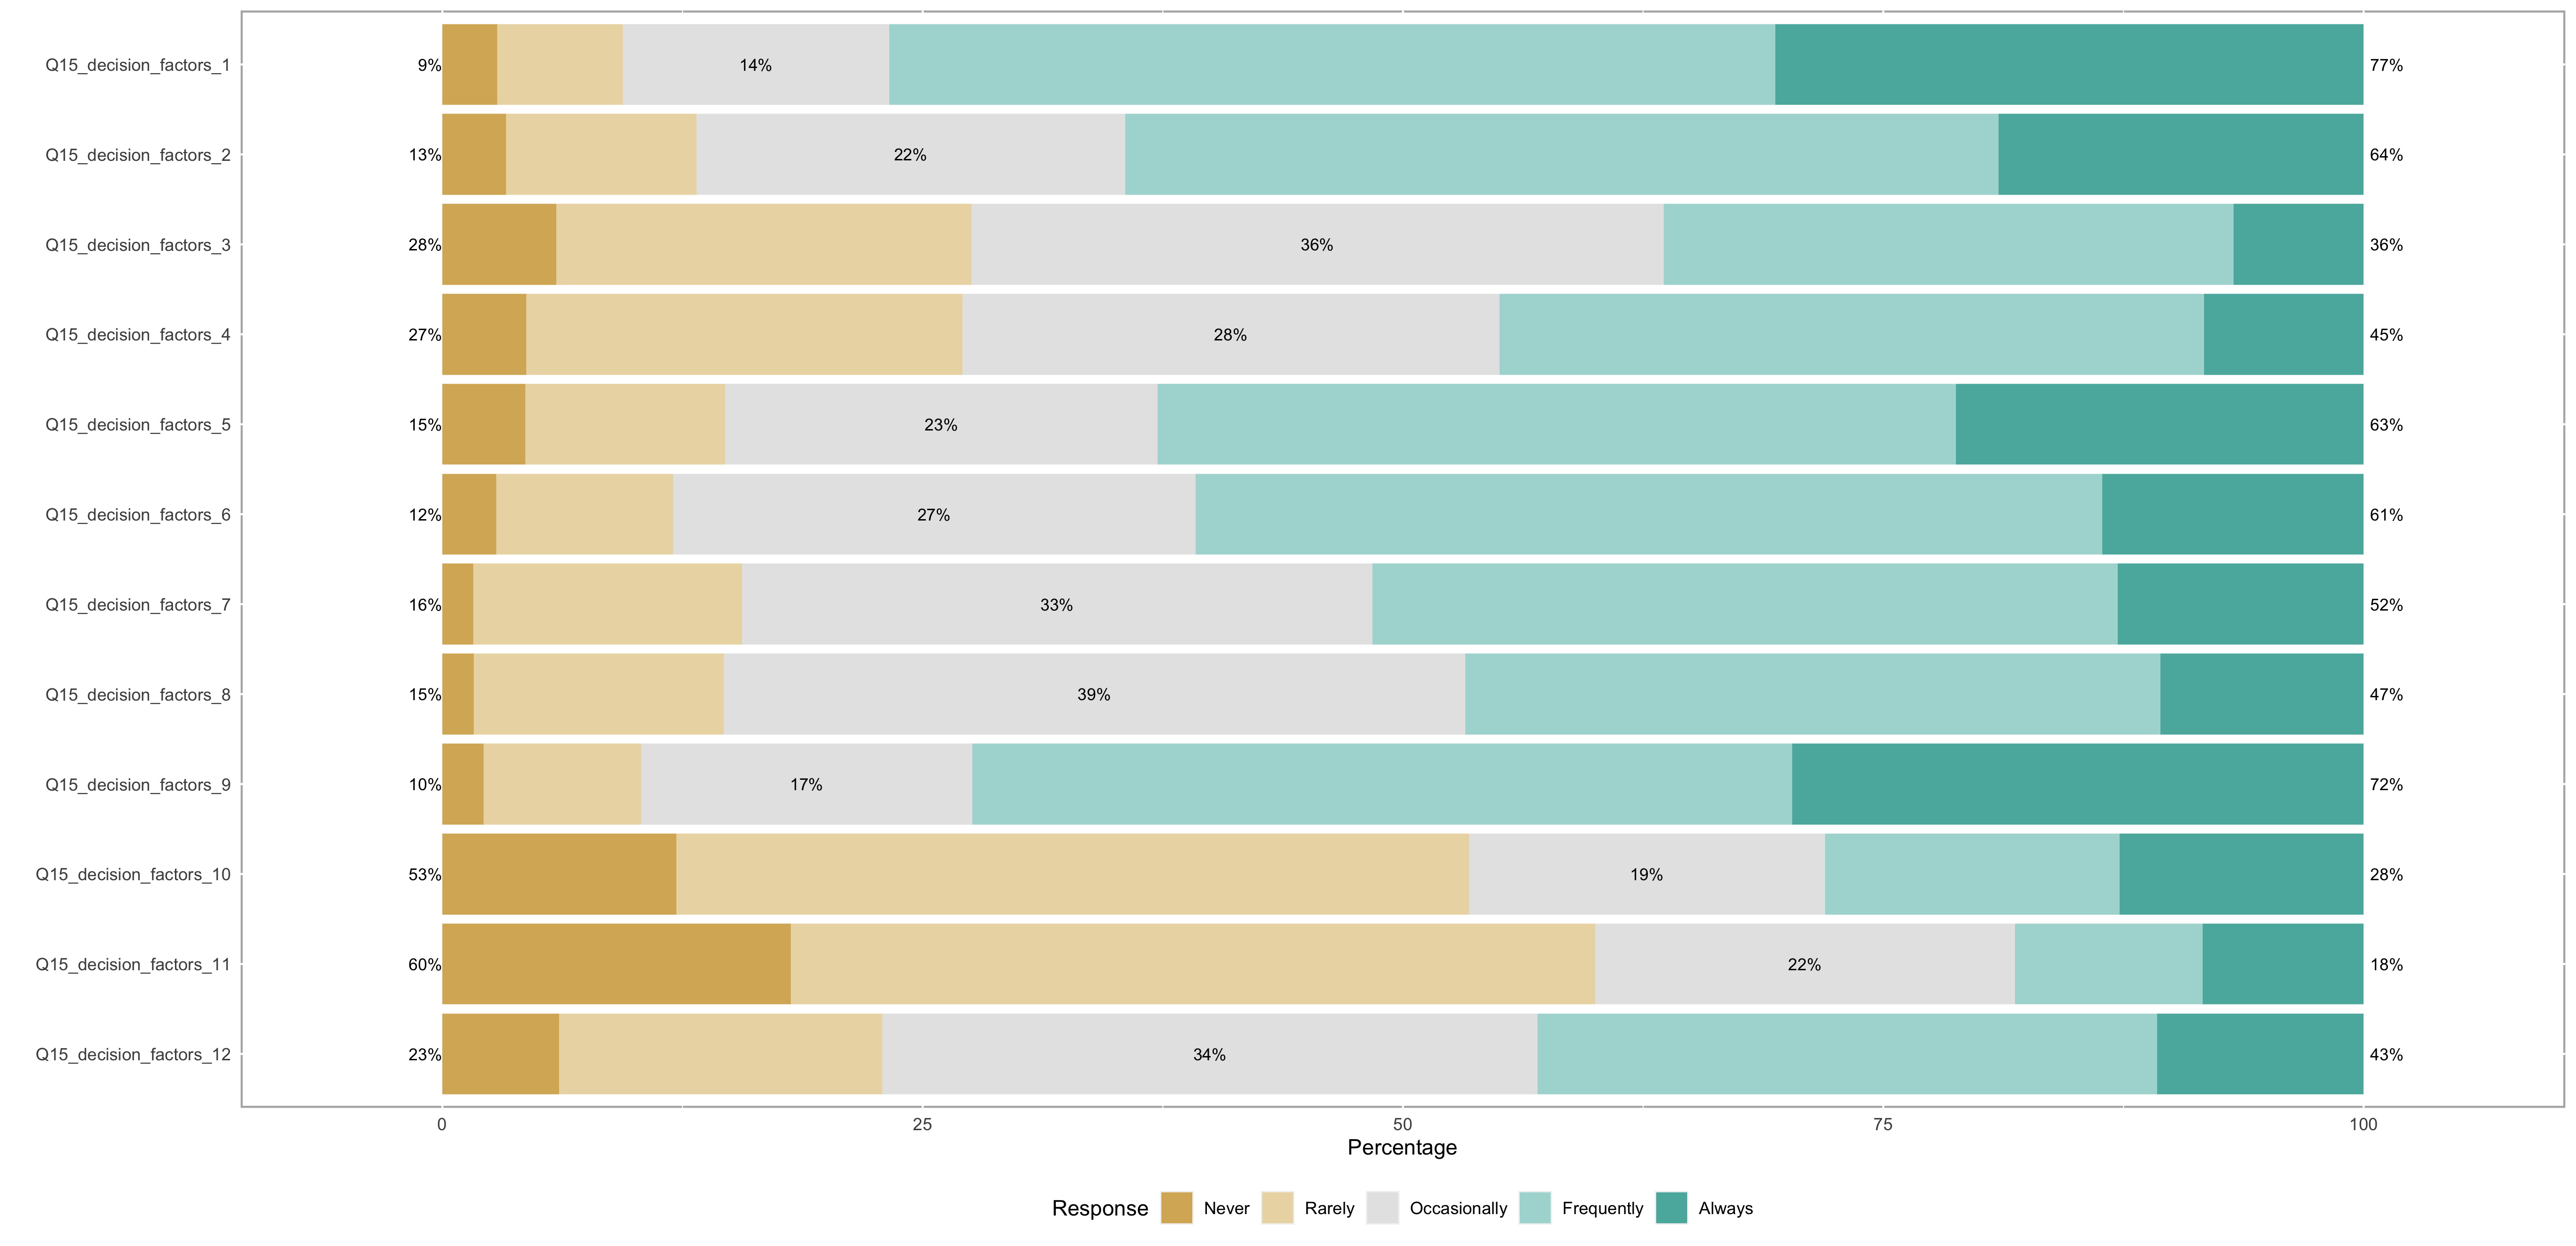 Q15_decision_factors_1 9% 14% 77%
Q15_decision_factors_2 13% 22% 64%
Q15_decision_factors_3 28% 36% 36%
Q15_decision_factors_4 27% 28% 45%
Q15_decision_factors_5 15% 23% 63%
Q15_decision_factors_6 12% 27% 61%
Q15_decision_factors_7 16% 33% 52%
Q15_decision_factors_8 15% 39% 47%
Q15_decision_factors_9 10% 17% 72%
Q15_decision_factors_10 53% 19% 28%
Q15_decision_factors_11 60% 22% 18%
Q15_decision_factors_12 23% 34% 43%
0 25 50 75 100
Percentage
Response Never Rarely Occasionally Frequently Always